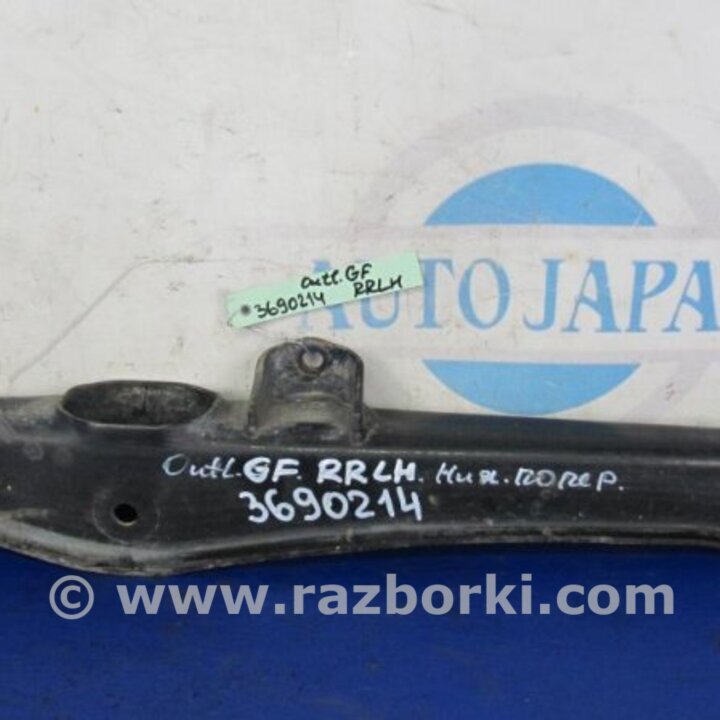 AUTO JAPA
Outl. GF
3690214 RRLH
Outl. GF. RRLH. Ниж. попер.
3690214
© www.razborki.com